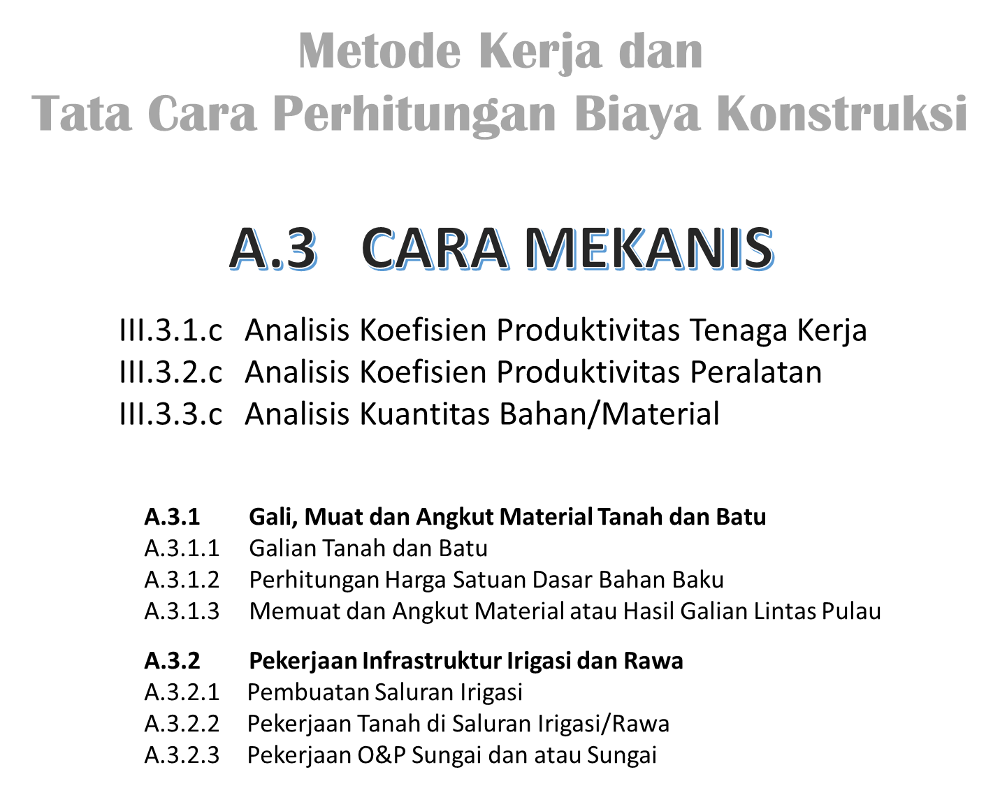 Metode Kerja dan
Tata Cara Perhitungan Biaya Konstruksi
A.3 CARA MEKANIS
III.3.1.c Analisis Koefisien Produktivitas Tenaga Kerja
III.3.2.c Analisis Koefisien Produktivitas Peralatan
III.3.3.c Analisis Kuantitas Bahan/Material
A.3.1 Gali, Muat dan Angkut Material Tanah dan Batu
A.3.1.1 Galian Tanah dan Batu
A.3.1.2 Perhitungan Harga Satuan Dasar Bahan Baku
A.3.1.3 Memuat dan Angkut Material atau Hasil Galian Lintas Pulau
A.3.2 Pekerjaan Infrastruktur Irigasi dan Rawa
A.3.2.1 Pembuatan Saluran Irigasi
A.3.2.2 Pekerjaan Tanah di Saluran Irigasi/Rawa
A.3.2.3 Pekerjaan O&P Sungai dan atau Sungai